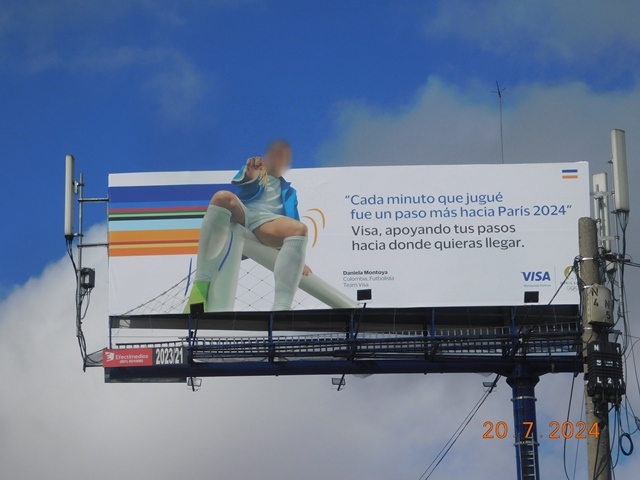 "Cada minuto que jugué
fue un paso más hacia Paris 2024"
Visa, apoyando tus pasos
hacia donde quieras llegar.
Daniela Montoya
Colombia, Futbolista
Team Visa
VISA
Efectimedios
2023/21
20 7 2024